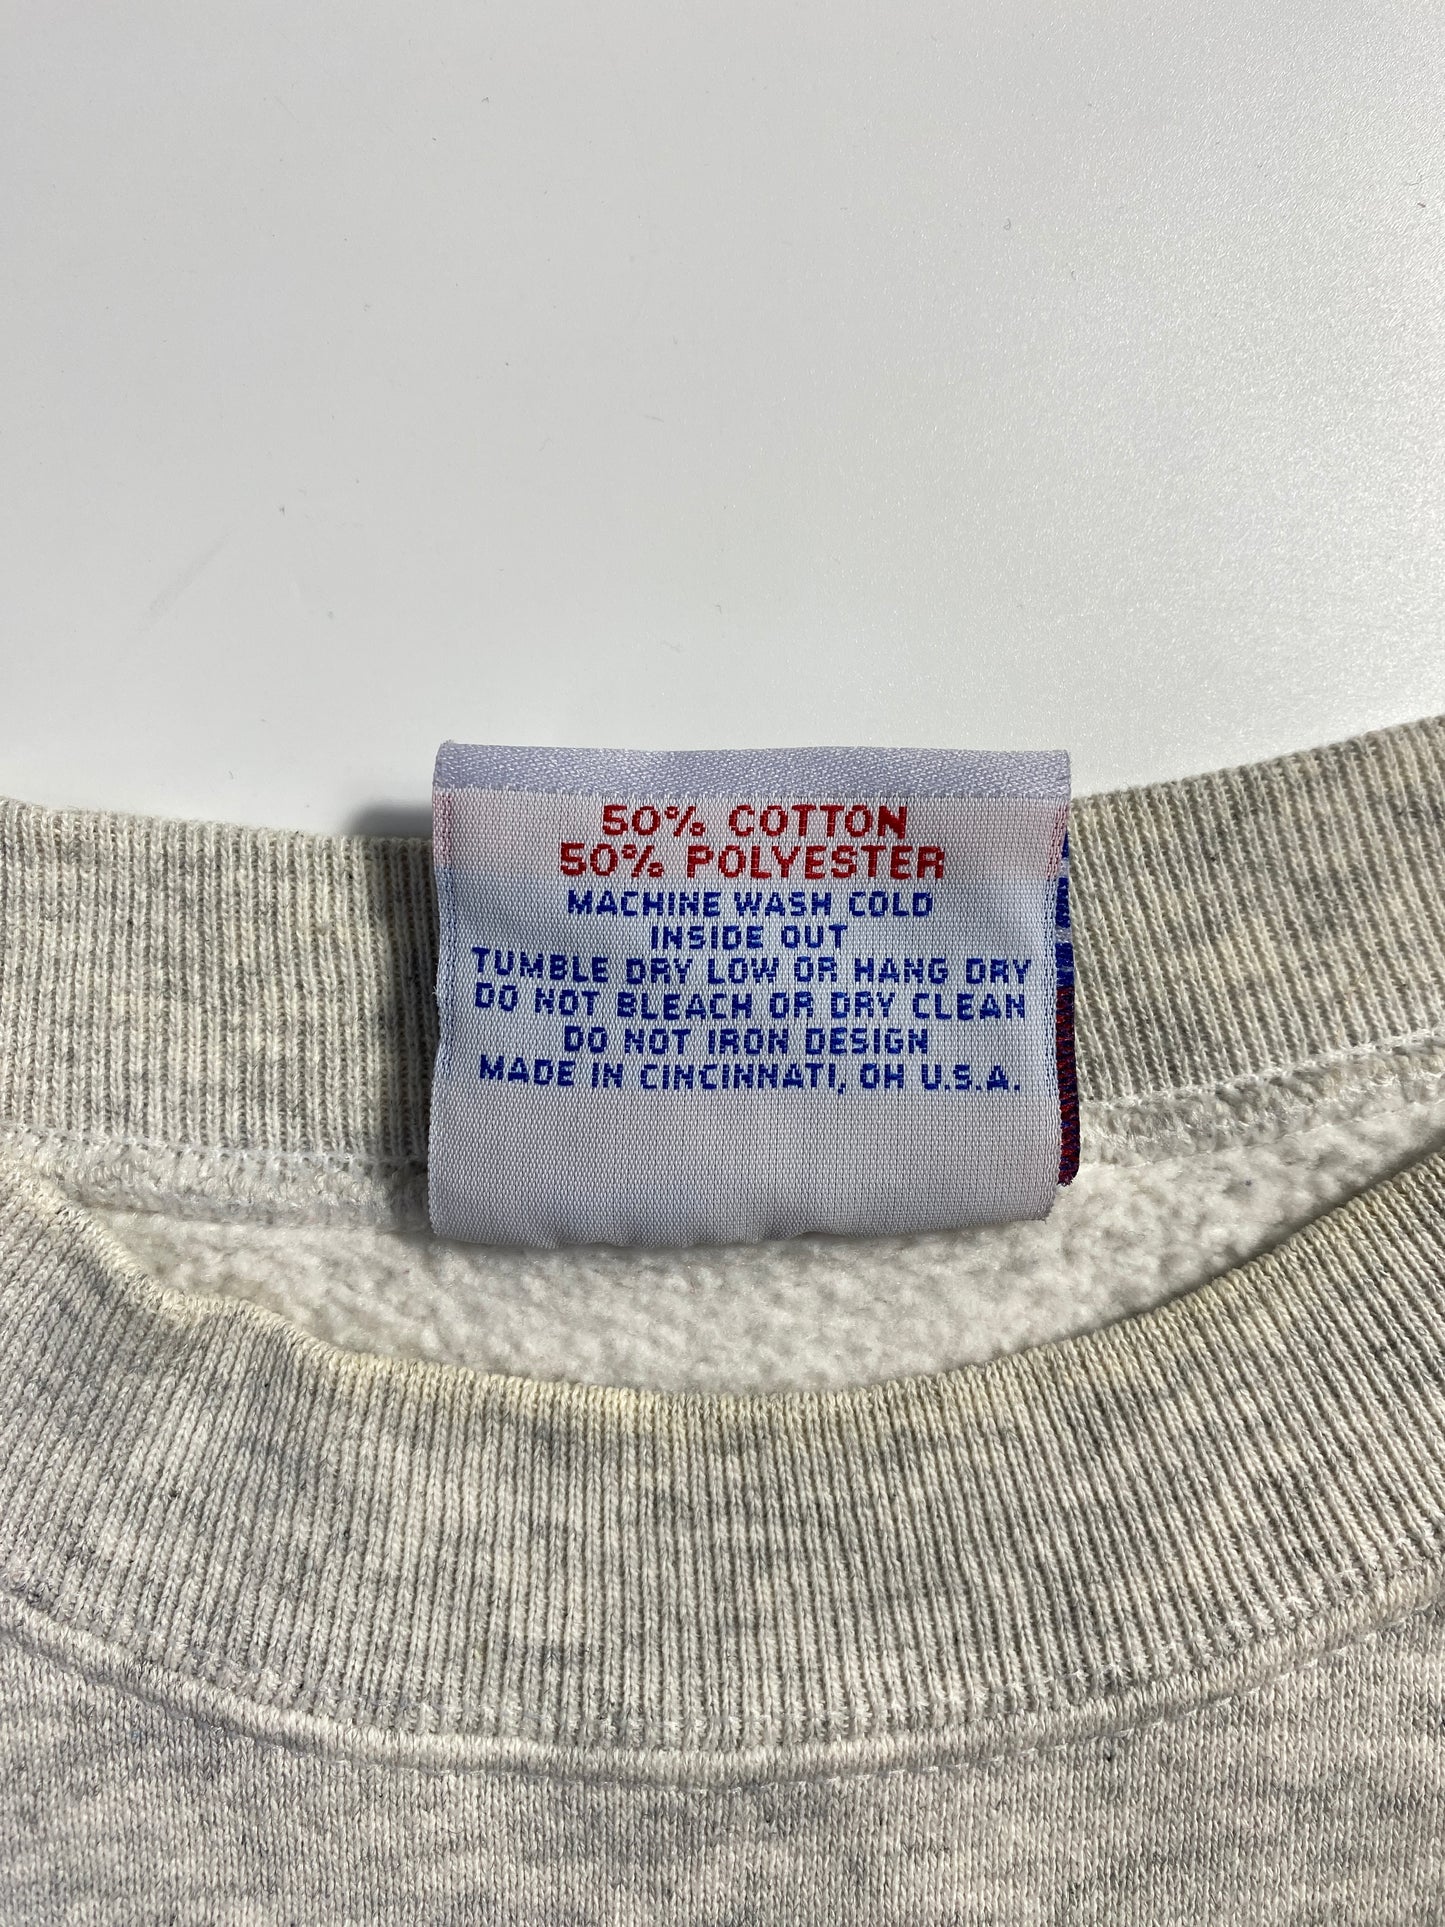 50% COTTON
50% POLYESTER
MACHINE WASH COLD
INSIDE OUT
TUMBLE DRY LOW OR HANG DRY
DO NOT BLEACH OR DRY CLEAN
DO NOT IRON DESIGN
MADE IN CINCINNATI, OH U.S.A.